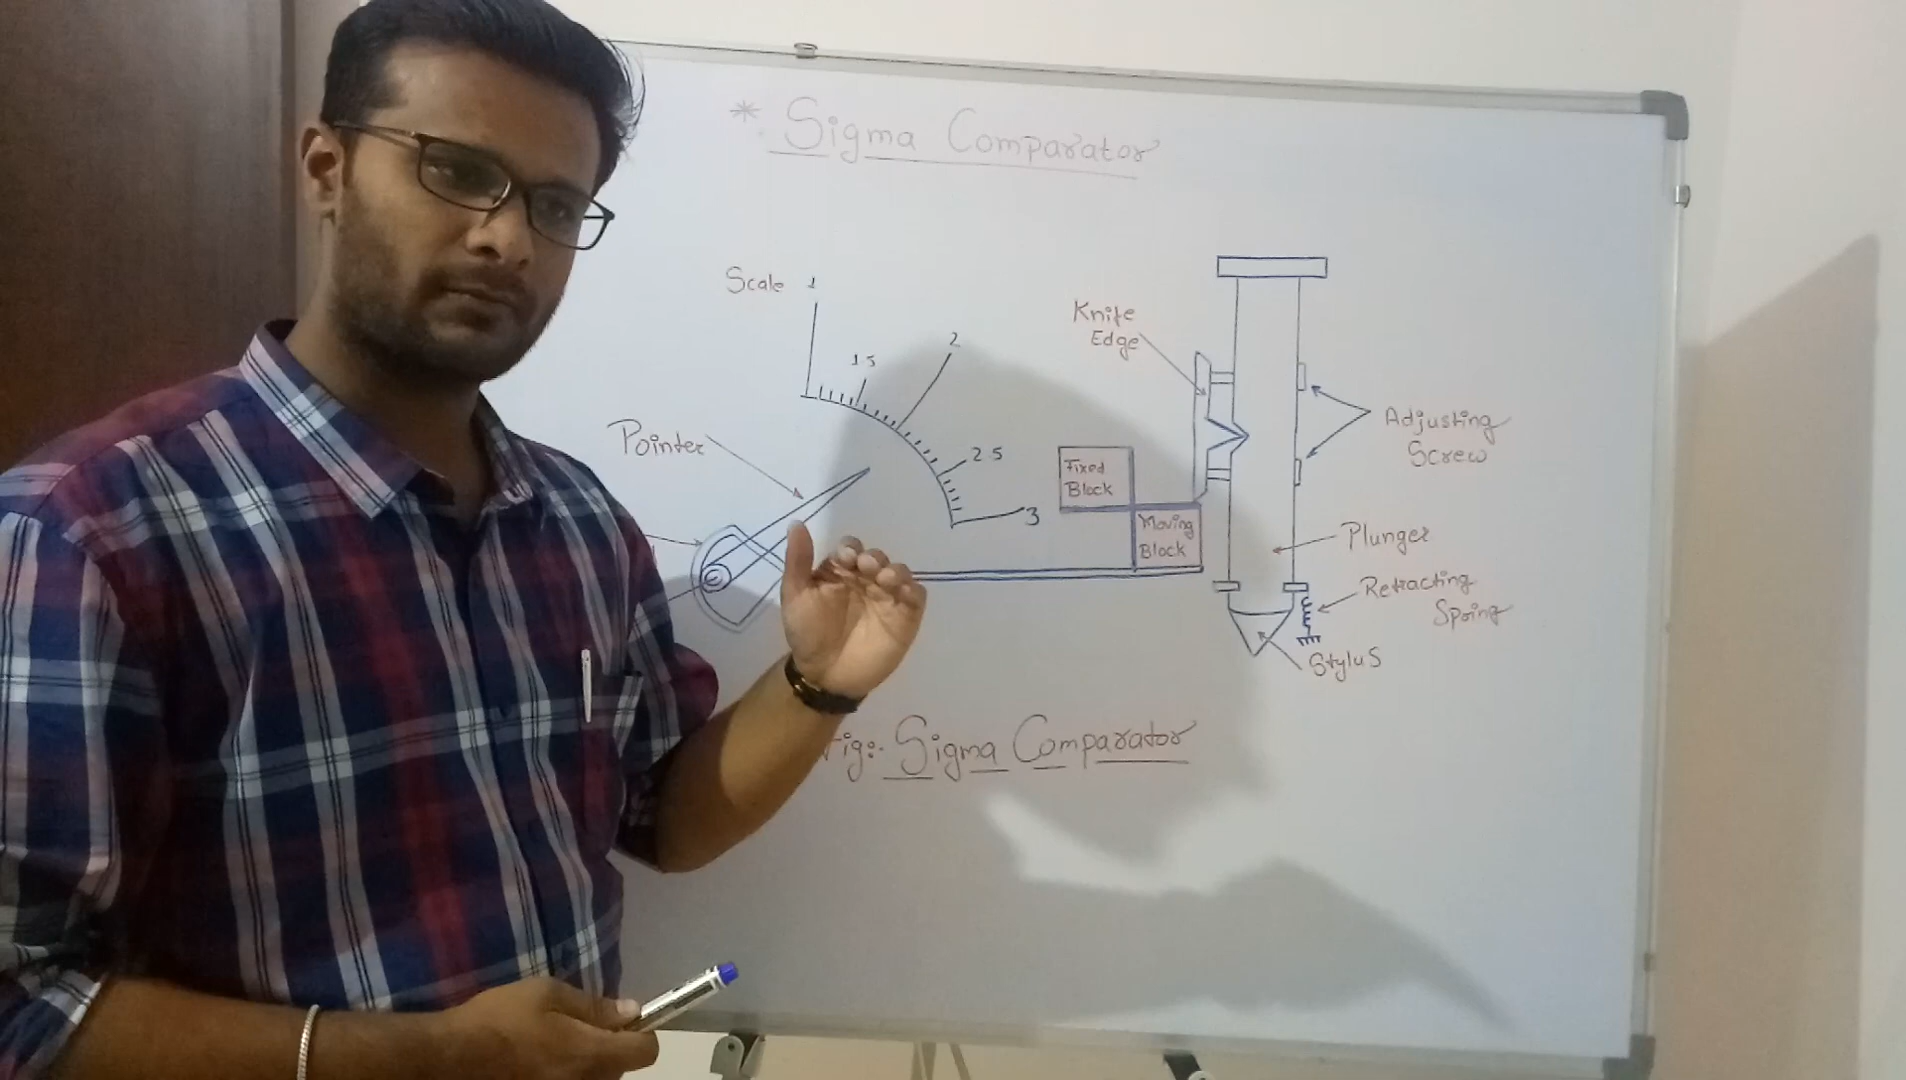 * Sigma Comparator
Scale 1
1.5
2
2.5
3
Pointer
Knife
Edge
Fixed
Block
Moving
Block
Adjusting
Screw
Plunger
Retracting
Spring
Stylus
Fig:- Sigma Comparator